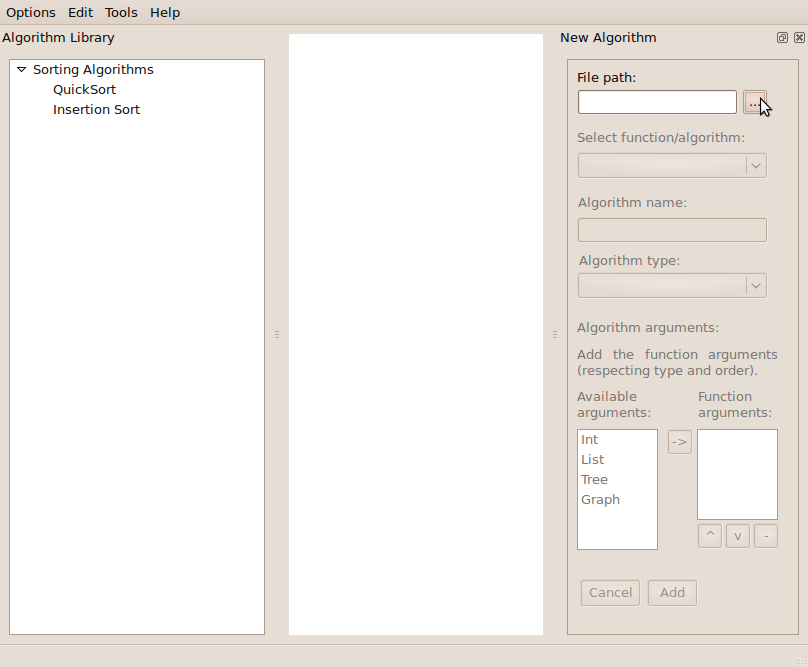 Options Edit Tools Help
Algorithm Library
Sorting Algorithms
QuickSort
Insertion Sort
New Algorithm
File path:
...
Select function/algorithm:
Algorithm name:
Algorithm type:
Algorithm arguments:
Add the function arguments
(respecting type and order).
Available
arguments:
Int
List
Tree
Graph
->
Function
arguments:
^ v -
Cancel Add